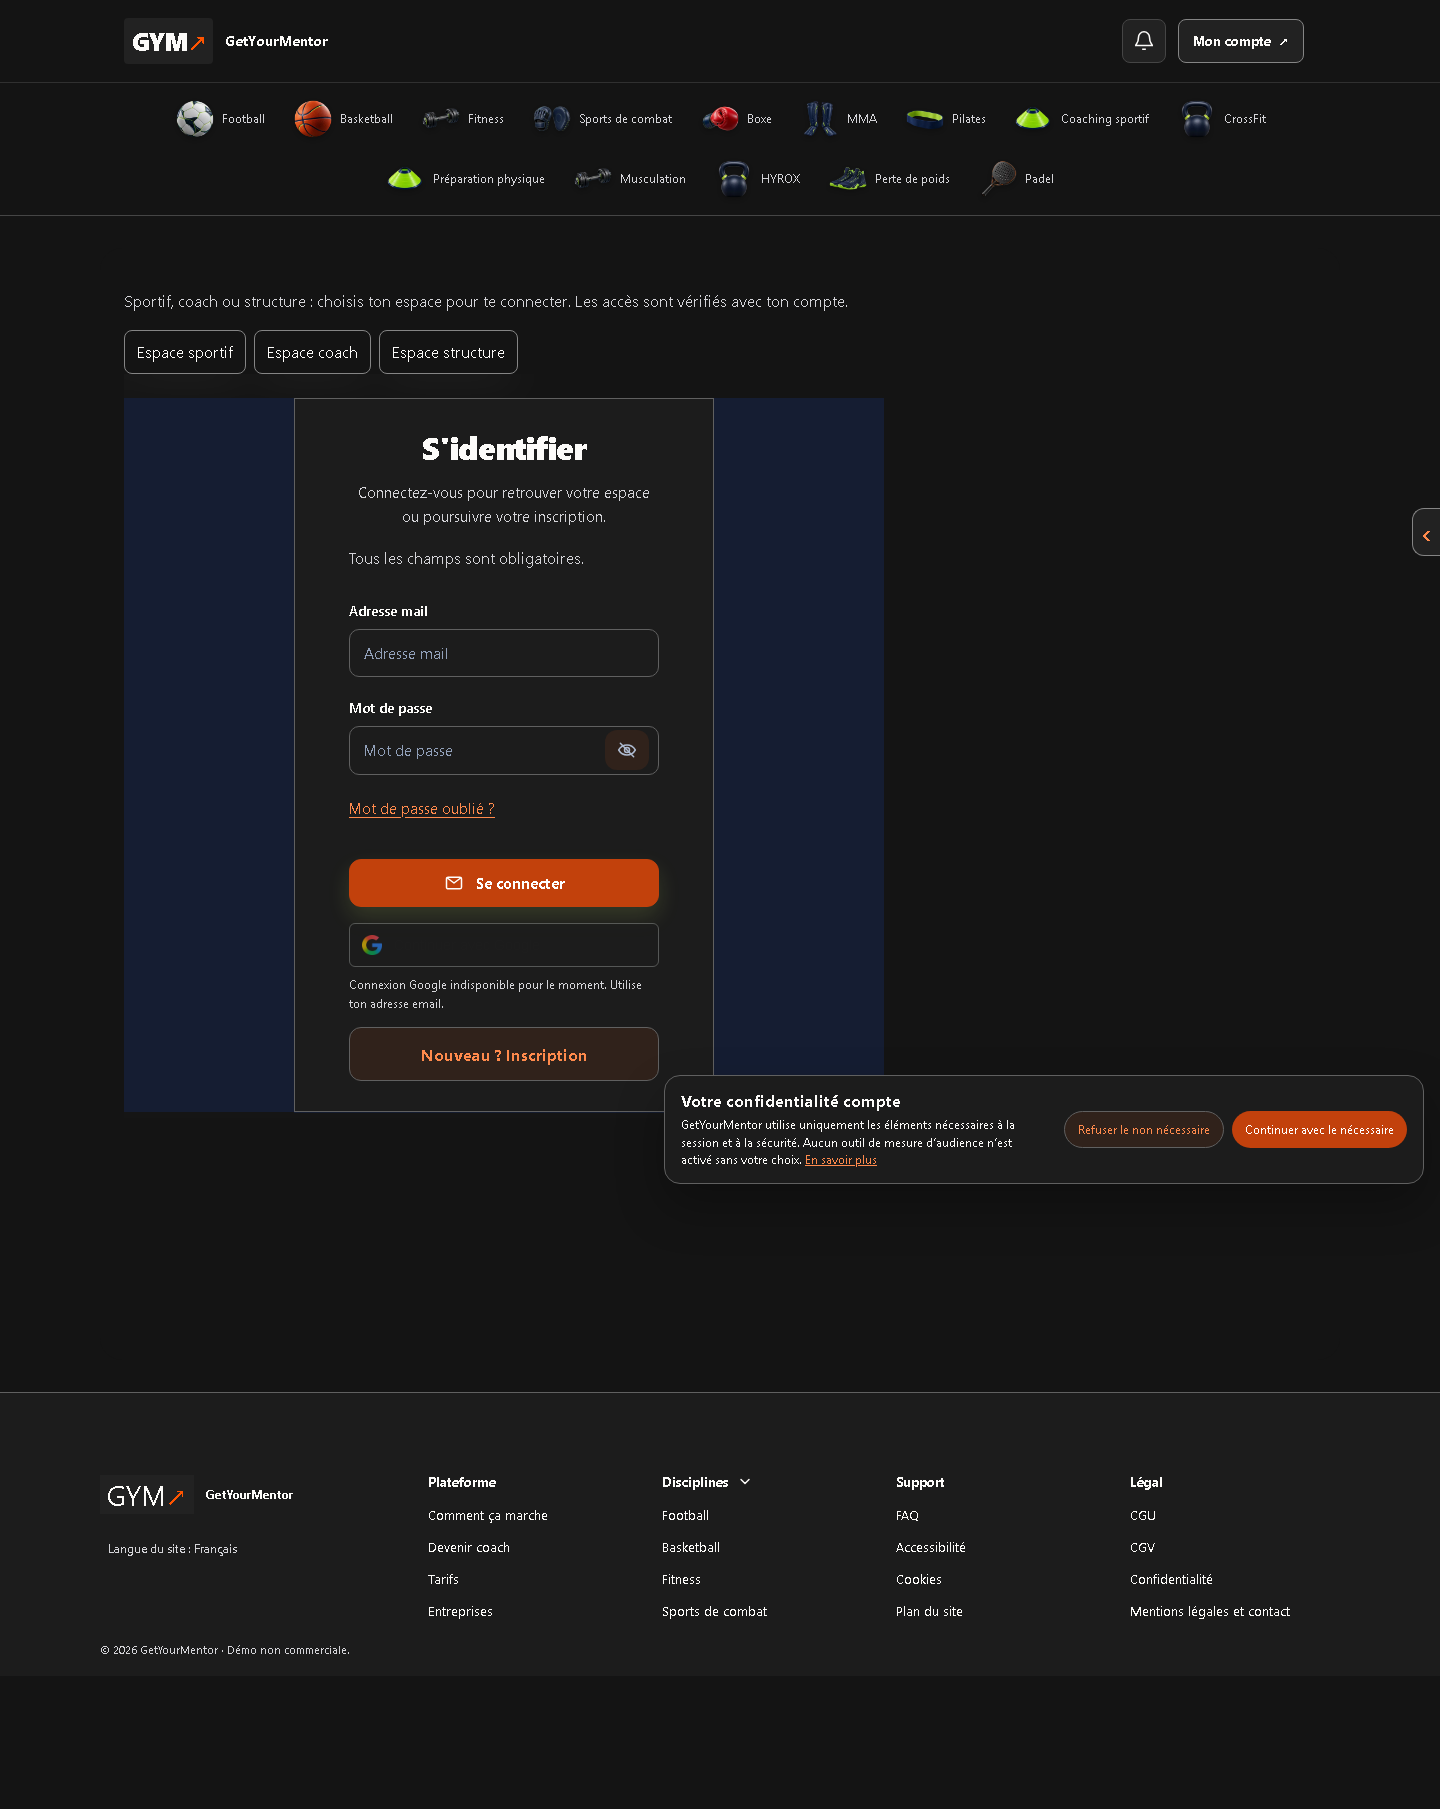 GYM↗ GetYourMentor
Mon compte ↗
Football Basketball Fitness Sports de combat Boxe MMA Pilates Coaching sportif CrossFit
Préparation physique Musculation HYROX Perte de poids Padel
Sportif, coach ou structure : choisis ton espace pour te connecter. Les accès sont vérifiés avec ton compte.
Espace sportif Espace coach Espace structure
S'identifier
Connectez-vous pour retrouver votre espace
ou poursuivre votre inscription.
Tous les champs sont obligatoires.
Adresse mail
Adresse mail
Mot de passe
Mot de passe
Mot de passe oublié ?
Se connecter
Connexion Google indisponible pour le moment. Utilise
ton adresse email.
Nouveau ? Inscription
Votre confidentialité compte
GetYourMentor utilise uniquement les éléments nécessaires à la
session et à la sécurité. Aucun outil de mesure d’audience n’est
activé sans votre choix. En savoir plus
Refuser le non nécessaire Continuer avec le nécessaire
GYM↗ GetYourMentor
Langue du site : Français
Plateforme
Comment ça marche
Devenir coach
Tarifs
Entreprises
Disciplines
Football
Basketball
Fitness
Sports de combat
Support
FAQ
Accessibilité
Cookies
Plan du site
Légal
CGU
CGV
Confidentialité
Mentions légales et contact
© 2026 GetYourMentor · Démo non commerciale.